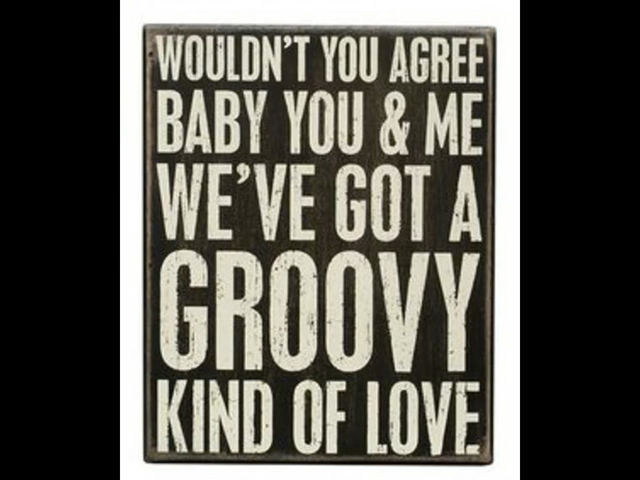 WOULDN'T YOU AGREE
BABY YOU & ME
WE'VE GOT A
GROOVY
KIND OF LOVE